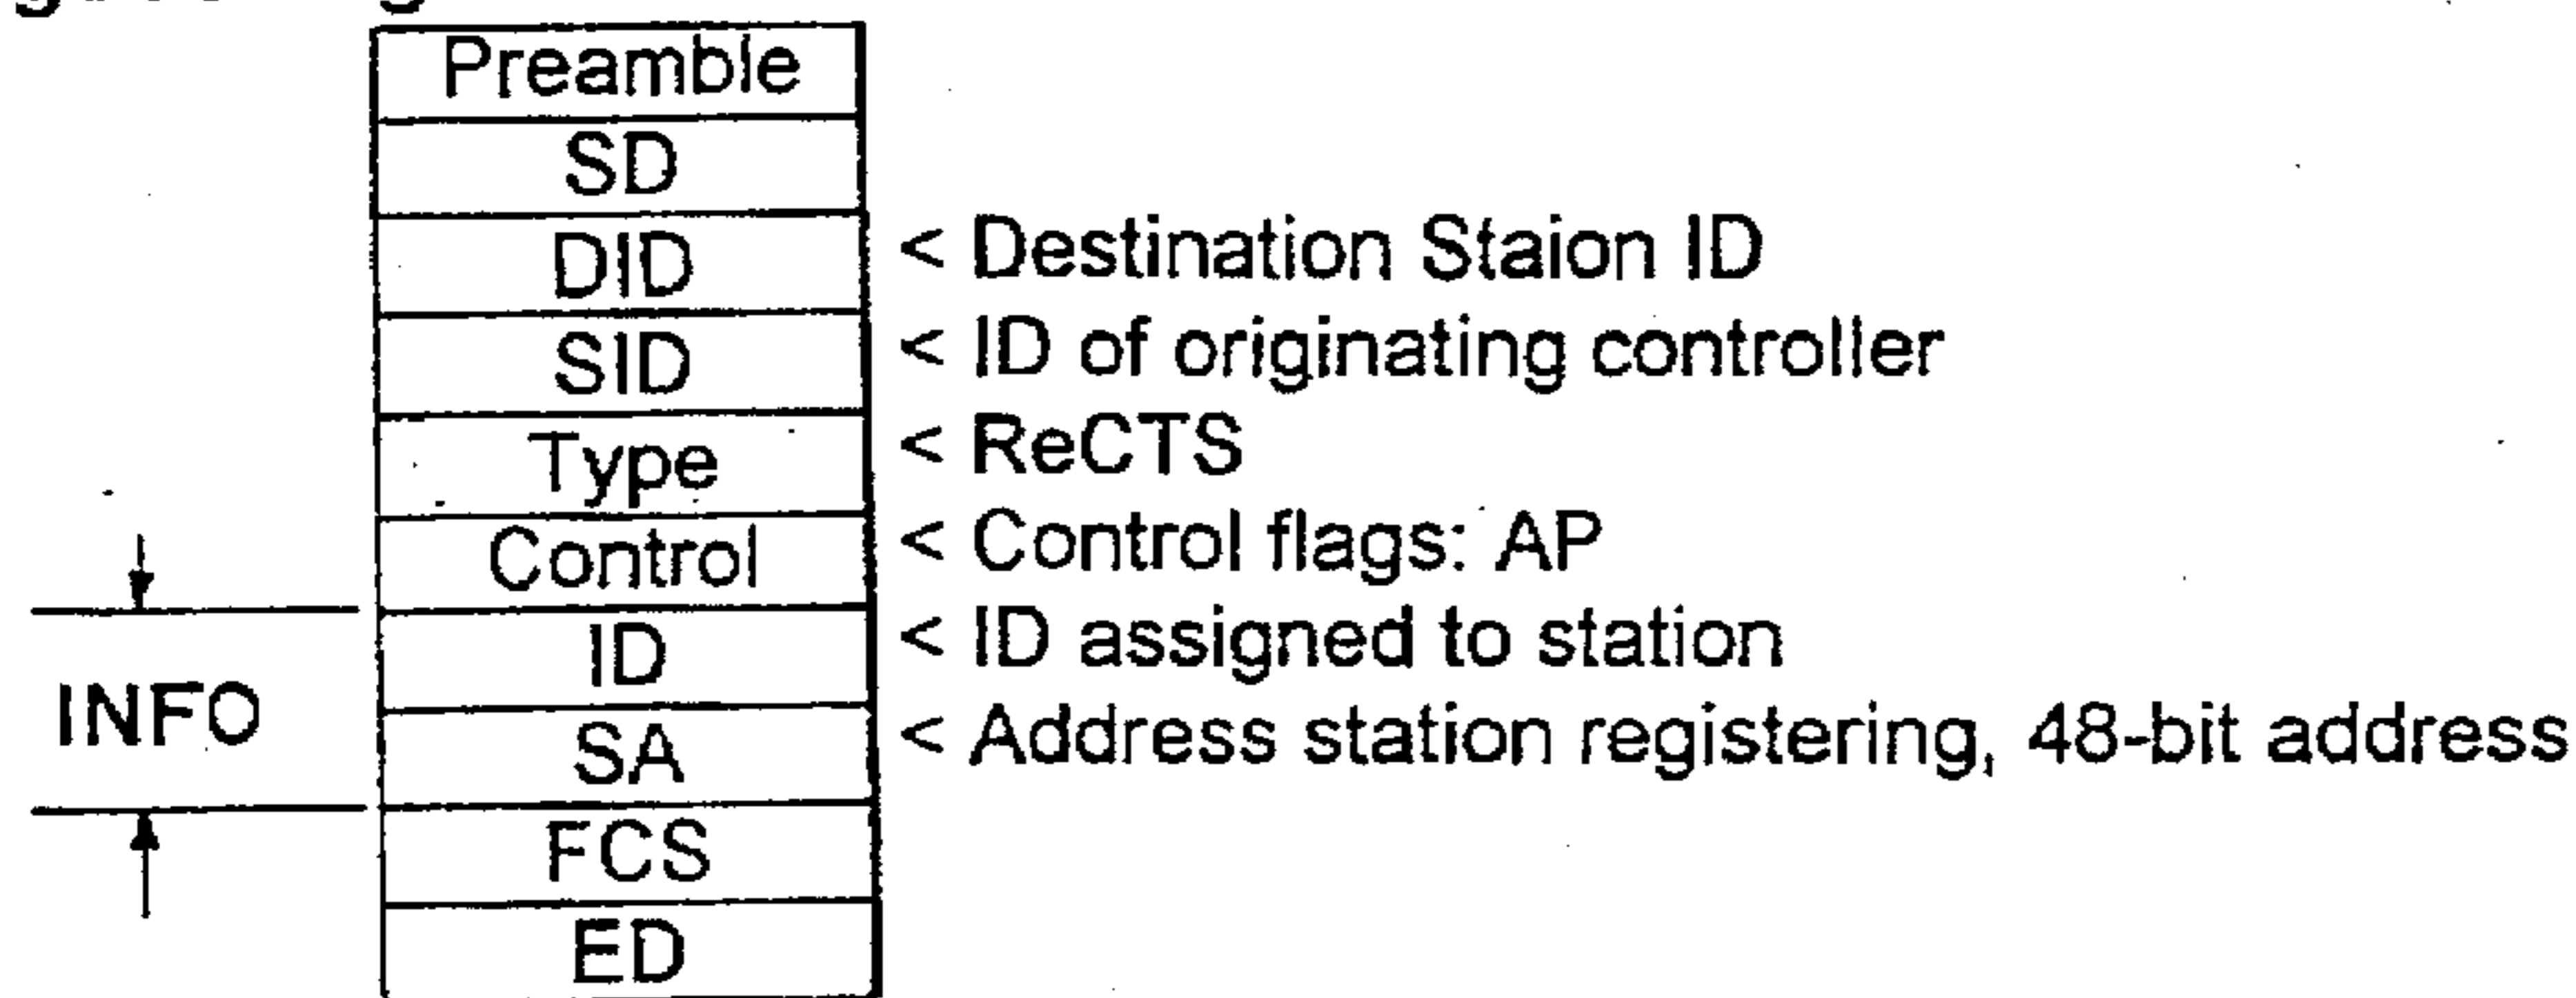 Preamble
SD
DID < Destination Staion ID
SID < ID of originating controller
Type < ReCTS
Control < Control flags: AP
ID < ID assigned to station
INFO
SA < Address station registering, 48-bit address
FCS
ED